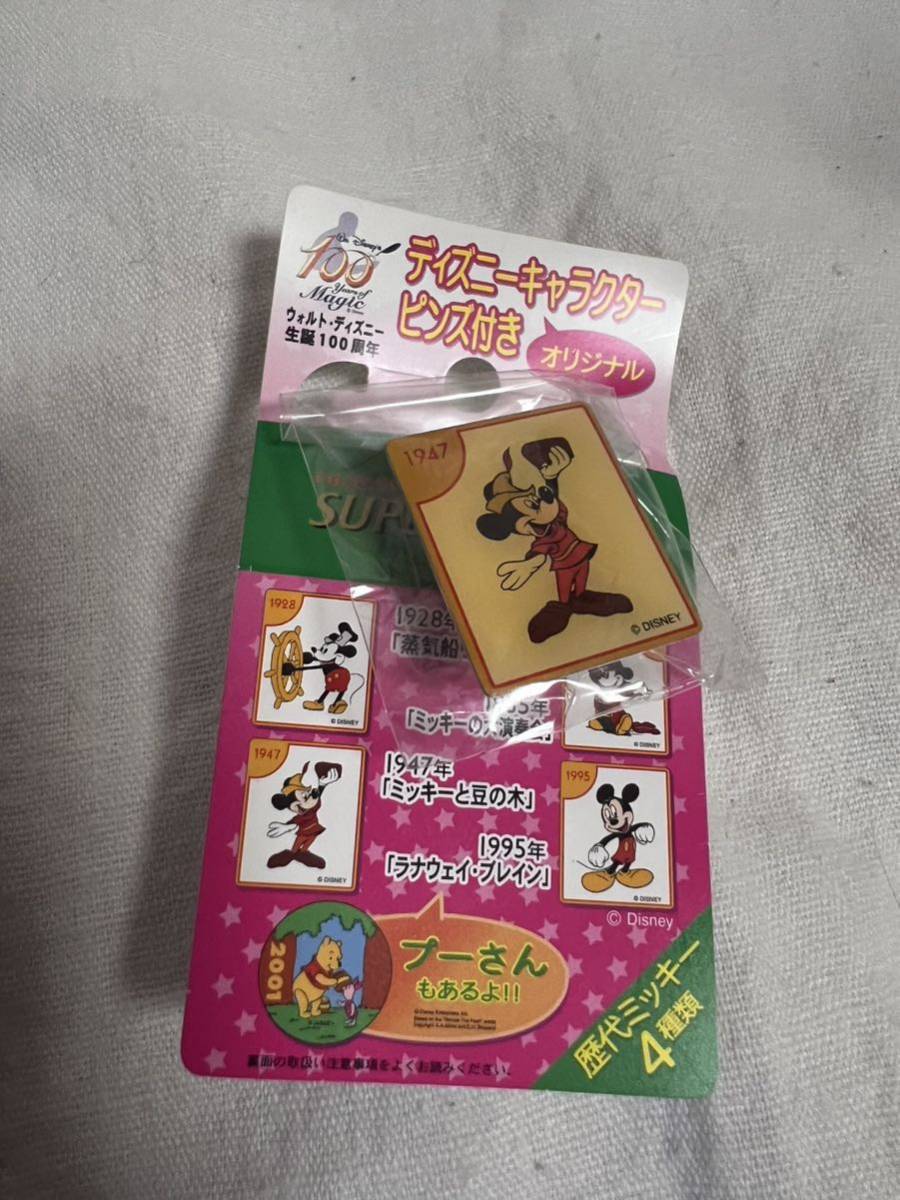 Walt Disney's
100
Years of
Magic
ウォルト・ディズニー
生誕100周年
ディズニーキャラクター
ピンズ付き
オリジナル
1947
© DISNEY
1928
© DISNEY
1928年
© DISNEY
「ミッキーの大演奏会」
1947
© DISNEY
1947年
「ミッキーと豆の木」
1995
© DISNEY
1995年
「ラナウェイ・ブレイン」
© Disney
2001
プーさん
もあるよ!!
歴代ミッキー
4種類
裏面の取扱い注意事項をよくお読みください。